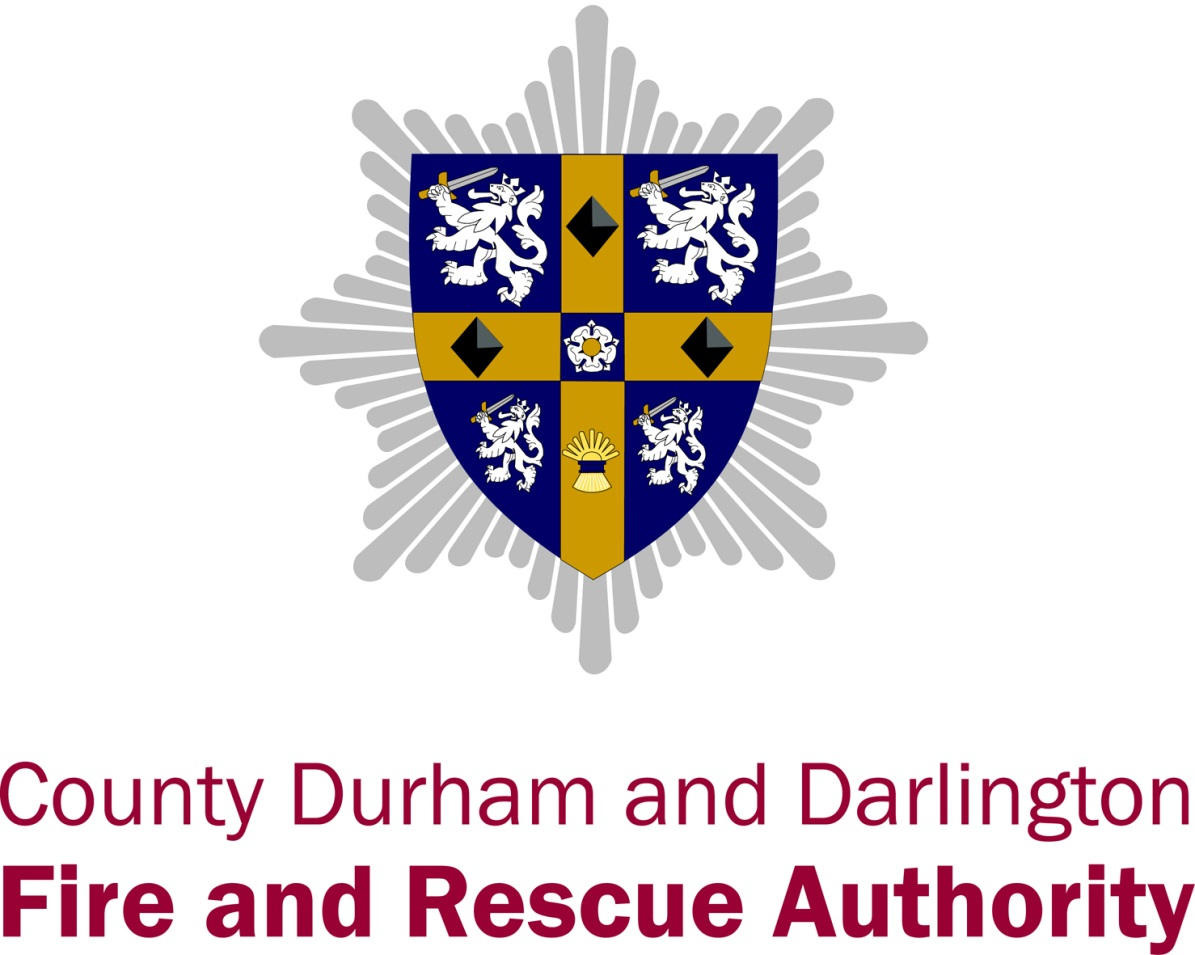 County Durham and Darlington
Fire and Rescue Authority